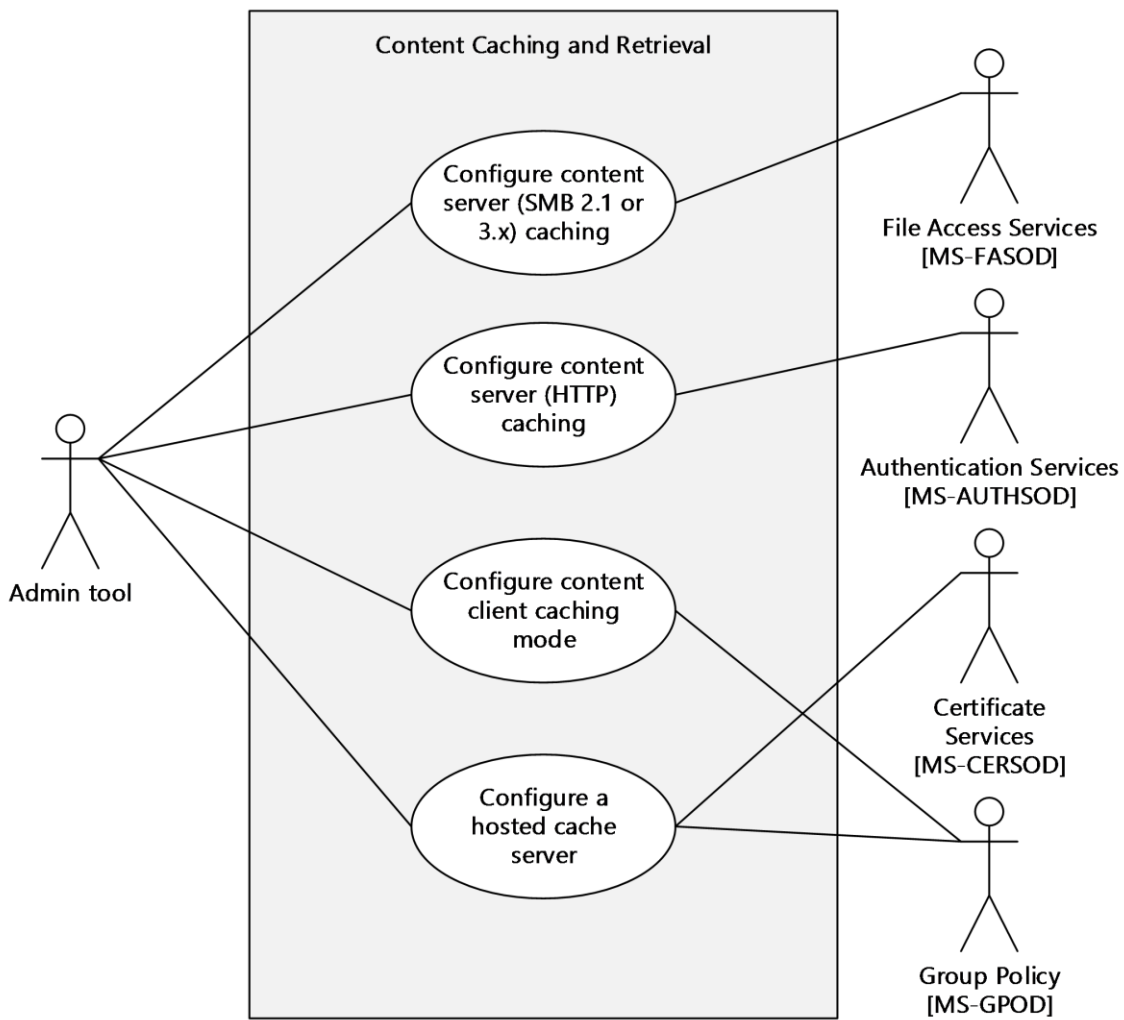 Content Caching and Retrieval
Configure content
server (SMB 2.1 or
3.x) caching
Configure content
server (HTTP)
caching
Configure content
client caching
mode
Configure a
hosted cache
server
Admin tool
File Access Services
[MS-FASOD]
Authentication Services
[MS-AUTHSOD]
Certificate
Services
[MS-CERSOD]
Group Policy
[MS-GPOD]